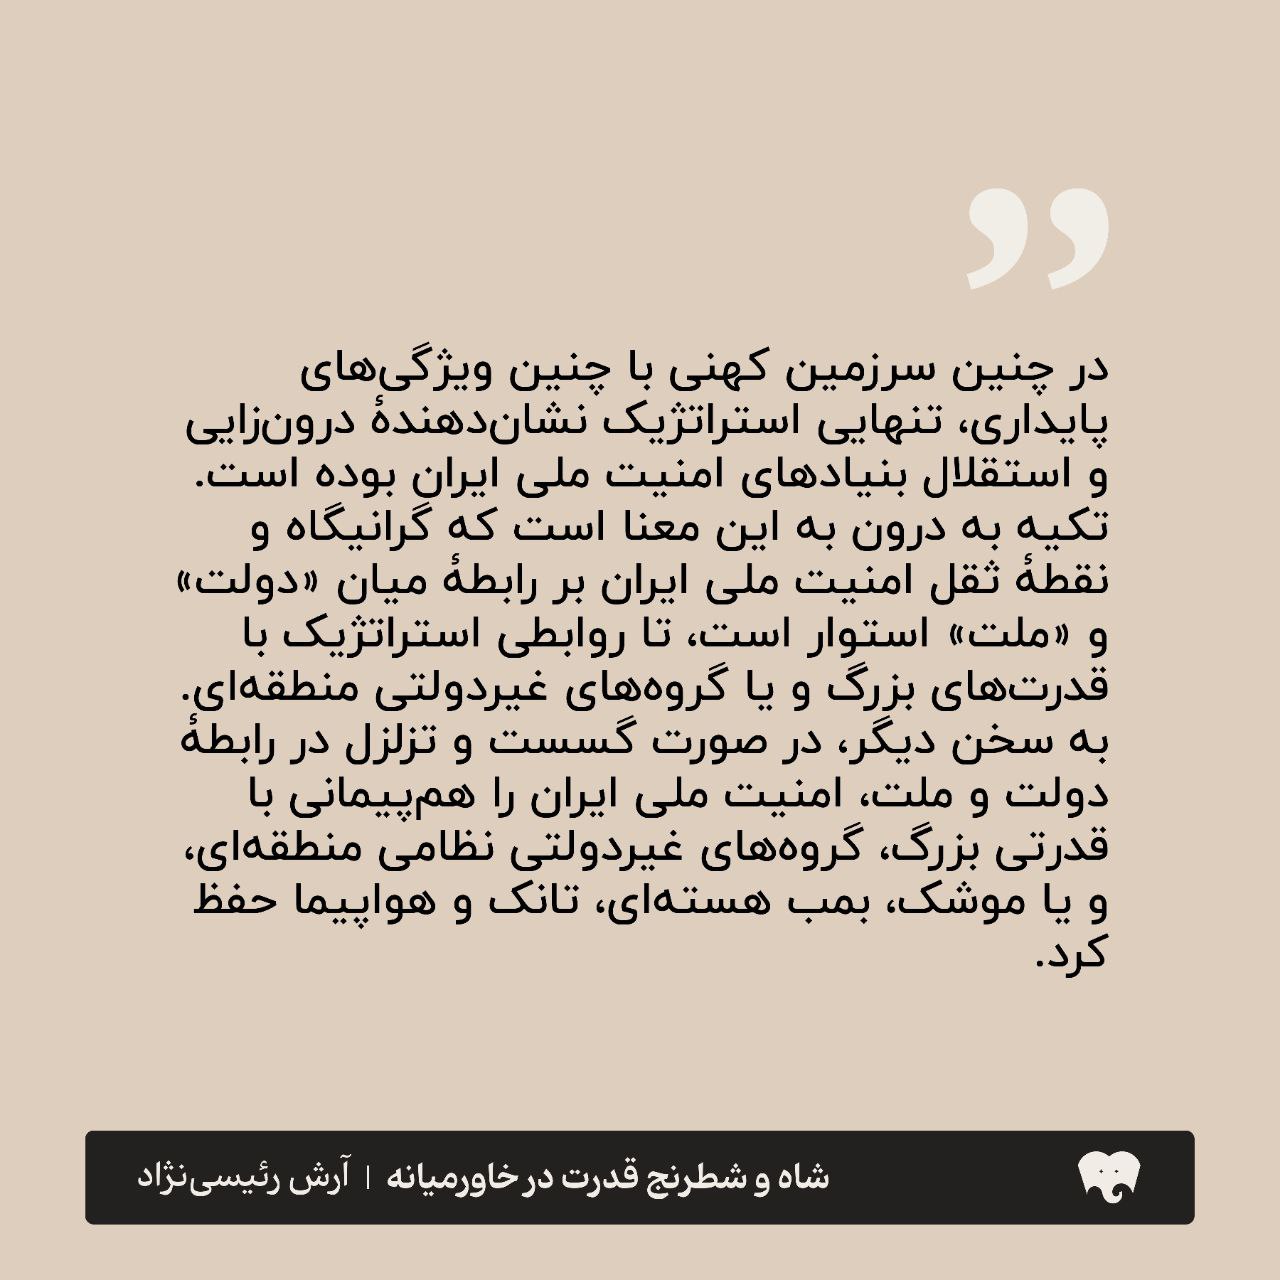 ”
در چنین سرزمین کهنی با چنین ویژگی‌های
پایداری، تنهایی استراتژیک نشان‌دهندهٔ درون‌زایی
و استقلال بنیادهای امنیت ملی ایران بوده است.
تکیه به درون به این معنا است که گرانیگاه و
نقطهٔ ثقل امنیت ملی ایران بر رابطهٔ میان «دولت»
و «ملت» استوار است، تا روابطی استراتژیک با
قدرت‌های بزرگ و یا گروه‌های غیردولتی منطقه‌ای.
به سخن دیگر، در صورت گسست و تزلزل در رابطهٔ
دولت و ملت، امنیت ملی ایران را هم‌پیمانی با
قدرتی بزرگ، گروه‌های غیردولتی نظامی منطقه‌ای،
و یا موشک، بمب هسته‌ای، تانک و هواپیما حفظ
کرد.
شاه و شطرنج قدرت در خاورمیانه | آرش رئیسی‌نژاد